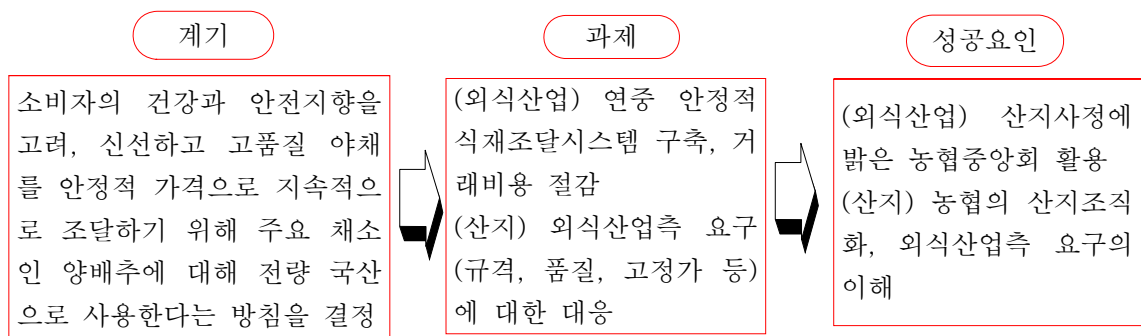 계기
소비자의 건강과 안전지향을
고려, 신선하고 고품질 야채
를 안정적 가격으로 지속적으
로 조달하기 위해 주요 채소
인 양배추에 대해 전량 국산
으로 사용한다는 방침을 결정
과제
(외식산업) 연중 안정적
식재조달시스템 구축, 거
래비용 절감
(산지) 외식산업측 요구
(규격, 품질, 고정가 등)
에 대한 대응
성공요인
(외식산업) 산지사정에
밝은 농협중앙회 활용
(산지) 농협의 산지조직
화, 외식산업측 요구의
이해